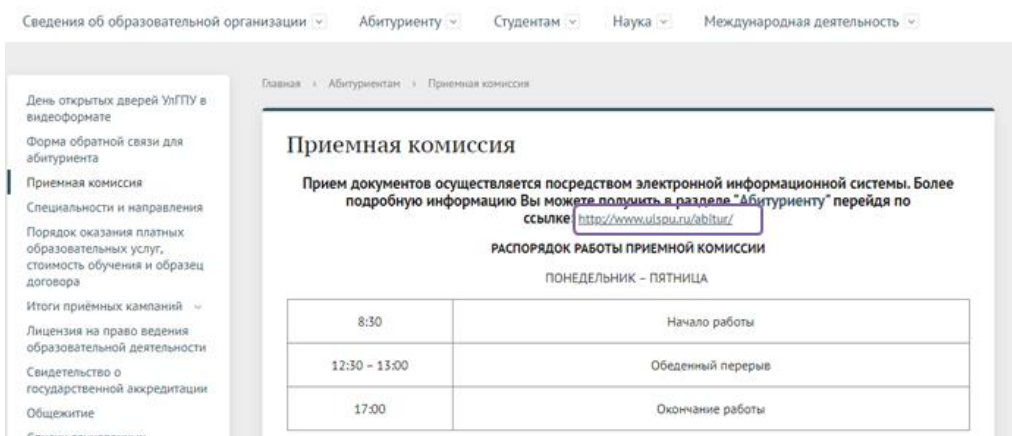 Сведения об образовательной организации Абитуриенту Студентам Наука Международная деятельность
День открытых дверей УлГПУ в
видеоформате
Форма обратной связи для
абитуриента
Приемная комиссия
Специальности и направления
Порядок оказания платных
образовательных услуг,
стоимость обучения и образец
договора
Итоги приёмных кампаний
Лицензия на право ведения
образовательной деятельности
Свидетельство о
государственной аккредитации
Общежитие
Главная › Абитуриентам › Приемная комиссия
Приемная комиссия
Прием документов осуществляется посредством электронной информационной системы. Более
подробную информацию Вы можете получить в разделе "Абитуриенту" перейдя по
ссылке: http://www.ulspu.ru/abitur/
РАСПОРЯДОК РАБОТЫ ПРИЕМНОЙ КОМИССИИ
ПОНЕДЕЛЬНИК – ПЯТНИЦА
8:30 Начало работы
12:30 – 13:00 Обеденный перерыв
17:00 Окончание работы